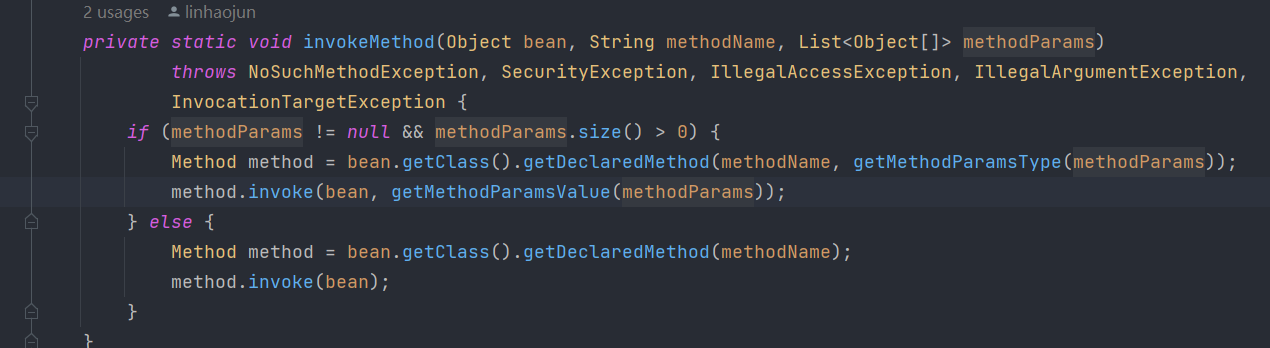 2 usages linhaojun
private static void invokeMethod(Object bean, String methodName, List<Object[]> methodParams)
throws NoSuchMethodException, SecurityException, IllegalAccessException, IllegalArgumentException,
InvocationTargetException {
if (methodParams != null && methodParams.size() > 0) {
Method method = bean.getClass().getDeclaredMethod(methodName, getMethodParamsType(methodParams));
method.invoke(bean, getMethodParamsValue(methodParams));
} else {
Method method = bean.getClass().getDeclaredMethod(methodName);
method.invoke(bean);
}
}